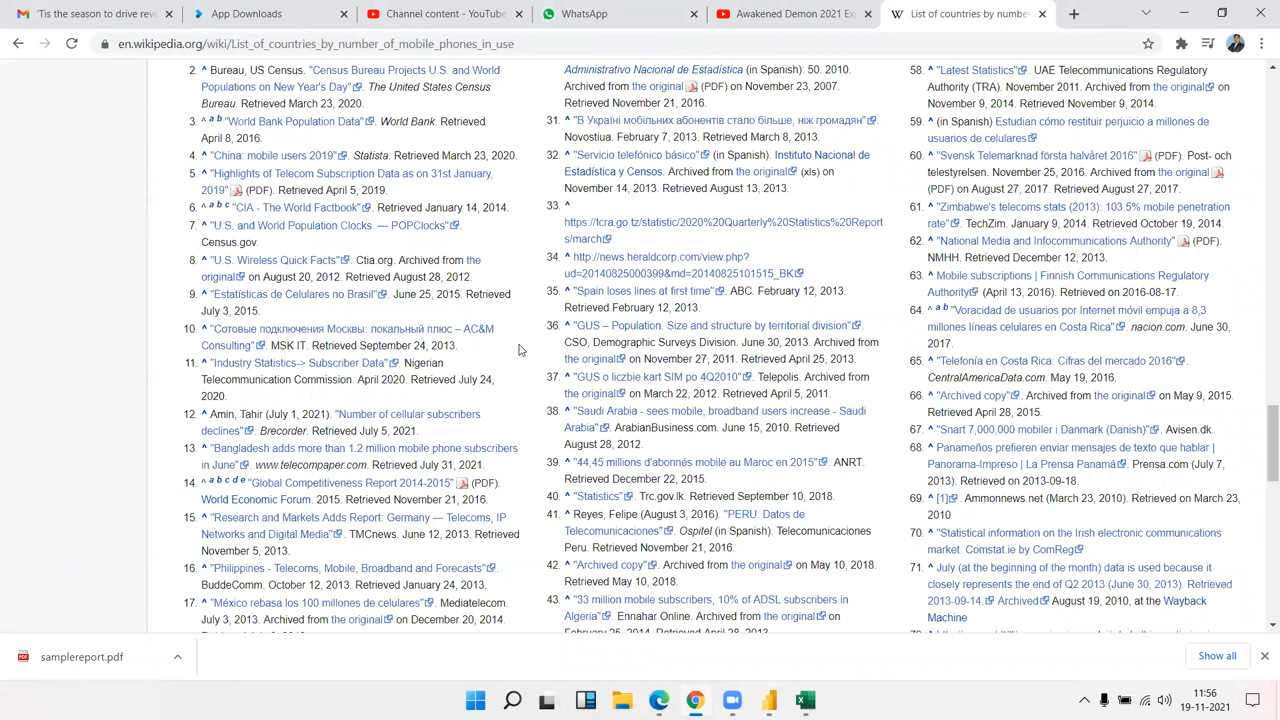 'Tis the season to drive reve
App Downloads
Channel content - YouTube
WhatsApp
Awakened Demon 2021 Exp
List of countries by number
en.wikipedia.org/wiki/List_of_countries_by_number_of_mobile_phones_in_use
2. ^ Bureau, US Census. "Census Bureau Projects U.S. and World
Populations on New Year's Day". The United States Census
Bureau. Retrieved March 23, 2020.
3. ^ a b "World Bank Population Data". World Bank. Retrieved
April 8, 2016.
4. ^ "China: mobile users 2019". Statista. Retrieved March 23, 2020.
5. ^ "Highlights of Telecom Subscription Data as on 31st January,
2019" (PDF). Retrieved April 5, 2019.
6. ^ a b c "CIA - The World Factbook". Retrieved January 14, 2014.
7. ^ "U.S. and World Population Clocks — POPClocks".
Census.gov.
8. ^ "U.S. Wireless Quick Facts". Ctia.org. Archived from the
original on August 20, 2012. Retrieved August 28, 2012.
9. ^ "Estatísticas de Celulares no Brasil". June 25, 2015. Retrieved
July 3, 2015.
10. ^ "Сотовые подключения Москвы: локальный плюс – AC&M
Consulting". MSK IT. Retrieved September 24, 2013.
11. ^ "Industry Statistics-> Subscriber Data". Nigerian
Telecommunication Commission. April 2020. Retrieved July 24,
2020.
12. ^ Amin, Tahir (July 1, 2021). "Number of cellular subscribers
declines". Brecorder. Retrieved July 5, 2021.
13. ^ "Bangladesh adds more than 1.2 million mobile phone subscribers
in June". www.telecompaper.com. Retrieved July 31, 2021.
14. ^ a b c d e "Global Competitiveness Report 2014-2015" (PDF).
World Economic Forum. 2015. Retrieved November 21, 2016.
15. ^ "Research and Markets Adds Report: Germany — Telecoms, IP
Networks and Digital Media". TMCnews. June 12, 2013. Retrieved
November 5, 2013.
16. ^ "Philippines - Telecoms, Mobile, Broadband and Forecasts".
BuddeComm. October 12, 2013. Retrieved January 24, 2013.
17. ^ "México rebasa los 100 millones de celulares". Mediatelecom.
July 3, 2013. Archived from the original on December 20, 2014.
Administrativo Nacional de Estadística (in Spanish): 50. 2010.
Archived from the original (PDF) on November 23, 2007.
Retrieved November 21, 2016.
31. ^ "В Україні мобільних абонентів стало більше, ніж громадян".
Novostiua. February 7, 2013. Retrieved March 8, 2013.
32. ^ "Servicio telefónico básico" (in Spanish). Instituto Nacional de
Estadística y Censos. Archived from the original (xls) on
November 14, 2013. Retrieved August 13, 2013.
33. ^
https://tcra.go.tz/statistic/2020%20Quarterly%20Statistics%20Report
s/march
34. ^ http://news.heraldcorp.com/view.php?
ud=20140825000399&md=20140825101515_BK
35. ^ "Spain loses lines at first time". ABC. February 12, 2013.
Retrieved February 12, 2013.
36. ^ "GUS – Population. Size and structure by territorial division".
CSO, Demographic Surveys Division. June 30, 2013. Archived from
the original on November 27, 2011. Retrieved April 25, 2013.
37. ^ "GUS o liczbie kart SIM po 4Q2010". Telepolis. Archived from
the original on March 22, 2012. Retrieved April 5, 2011.
38. ^ "Saudi Arabia - sees mobile, broadband users increase - Saudi
Arabia". ArabianBusiness.com. June 15, 2010. Retrieved
August 28, 2012.
39. ^ "44,45 millions d'abonnés mobile au Maroc en 2015". ANRT.
Retrieved December 22, 2015.
40. ^ "Statistics". Trc.gov.lk. Retrieved September 10, 2018.
41. ^ Reyes, Felipe (August 3, 2016). "PERU: Datos de
Telecomunicaciones". Ospitel (in Spanish). Telecomunicaciones
Peru. Retrieved November 21, 2016.
42. ^ "Archived copy". Archived from the original on May 10, 2018.
Retrieved May 10, 2018.
43. ^ "33 million mobile subscribers, 10% of ADSL subscribers in
Algeria". Ennahar Online. Archived from the original on
February 25, 2014. Retrieved April 28, 2013.
58. ^ "Latest Statistics". UAE Telecommunications Regulatory
Authority (TRA). November 2011. Archived from the original on
November 9, 2014. Retrieved November 9, 2014.
59. ^ (in Spanish) Estudian cómo restituir perjuicio a millones de
usuarios de celulares
60. ^ "Svensk Telemarknad första halvåret 2016" (PDF). Post- och
telestyrelsen. November 25, 2016. Archived from the original
(PDF) on August 27, 2017. Retrieved August 27, 2017.
61. ^ "Zimbabwe's telecoms stats (2013): 103.5% mobile penetration
rate". TechZim. January 9, 2014. Retrieved October 19, 2014.
62. ^ "National Media and Infocommunications Authority" (PDF).
NMHH. Retrieved December 12, 2013.
63. ^ Mobile subscriptions | Finnish Communications Regulatory
Authority (April 13, 2016). Retrieved on 2016-08-17.
64. ^ a b "Voracidad de usuarios por Internet móvil empuja a 8,3
millones líneas celulares en Costa Rica". nacion.com. June 30,
2017.
65. ^ "Telefonía en Costa Rica: Cifras del mercado 2016".
CentralAmericaData.com. May 19, 2016.
66. ^ "Archived copy". Archived from the original on May 9, 2015.
Retrieved April 28, 2015.
67. ^ "Snart 7,000,000 mobiler i Danmark (Danish)". Avisen.dk.
68. ^ Panameños prefieren enviar mensajes de texto que hablar |
Panorama-Impreso | La Prensa Panamá. Prensa.com (July 7,
2013). Retrieved on 2013-09-18.
69. ^ [1]. Ammonnews.net (March 23, 2010). Retrieved on March 23,
2010
70. ^ "Statistical information on the Irish electronic communications
market. Comstat.ie by ComReg
71. ^ July (at the beginning of the month) data is used because it
closely represents the end of Q2 2013 (June 30, 2013). Retrieved
2013-09-14. Archived August 19, 2010, at the Wayback
Machine
samplereport.pdf
Show all
11:56
19-11-2021